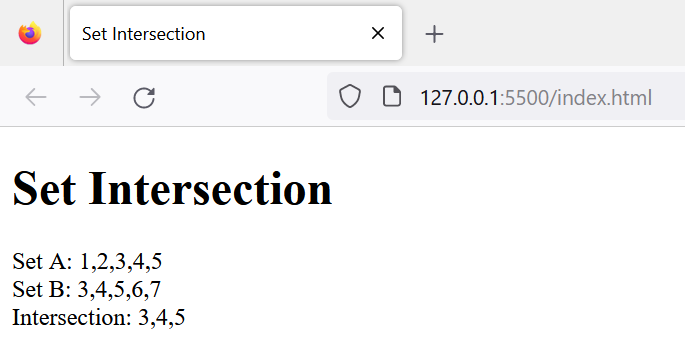 Set Intersection
127.0.0.1:5500/index.html
Set Intersection
Set A: 1,2,3,4,5
Set B: 3,4,5,6,7
Intersection: 3,4,5